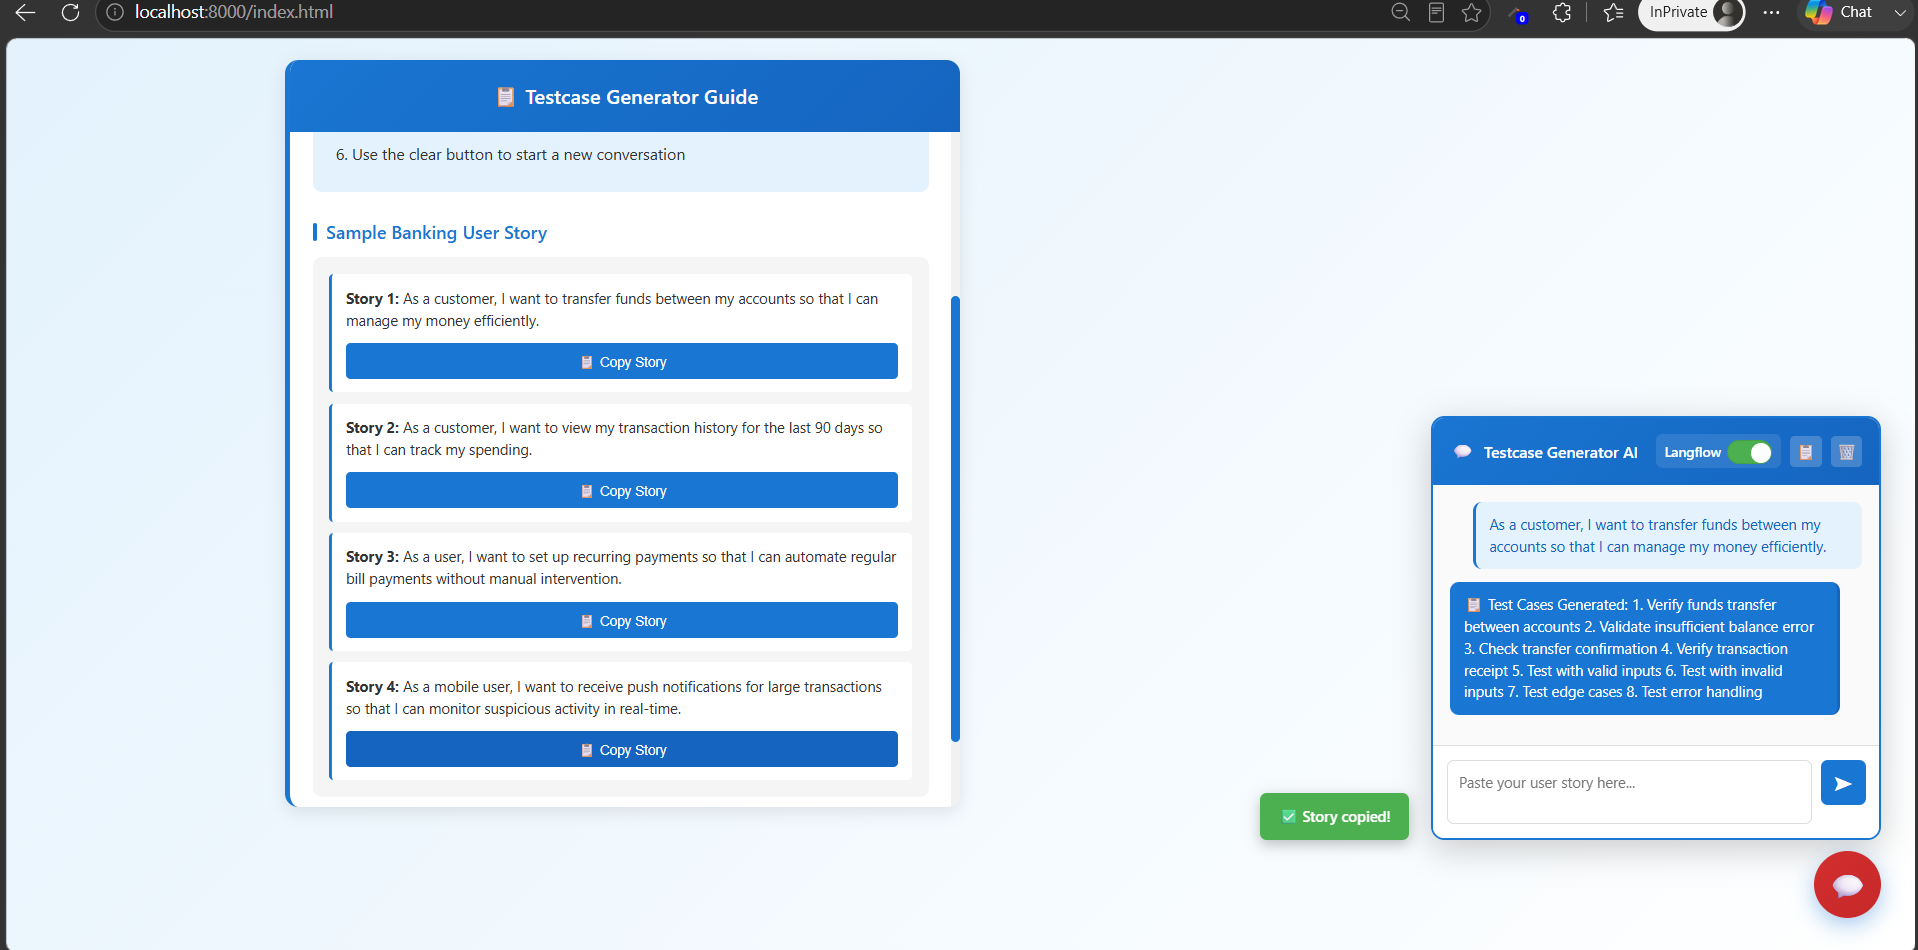 localhost:8000/index.html
0
InPrivate
Chat
Testcase Generator Guide
6. Use the clear button to start a new conversation
Sample Banking User Story
Story 1: As a customer, I want to transfer funds between my accounts so that I can
manage my money efficiently.
Copy Story
Story 2: As a customer, I want to view my transaction history for the last 90 days so
that I can track my spending.
Copy Story
Story 3: As a user, I want to set up recurring payments so that I can automate regular
bill payments without manual intervention.
Copy Story
Story 4: As a mobile user, I want to receive push notifications for large transactions
so that I can monitor suspicious activity in real-time.
Copy Story
Story copied!
Testcase Generator AI
Langflow
As a customer, I want to transfer funds between my
accounts so that I can manage my money efficiently.
Test Cases Generated: 1. Verify funds transfer
between accounts 2. Validate insufficient balance error
3. Check transfer confirmation 4. Verify transaction
receipt 5. Test with valid inputs 6. Test with invalid
inputs 7. Test edge cases 8. Test error handling
Paste your user story here...